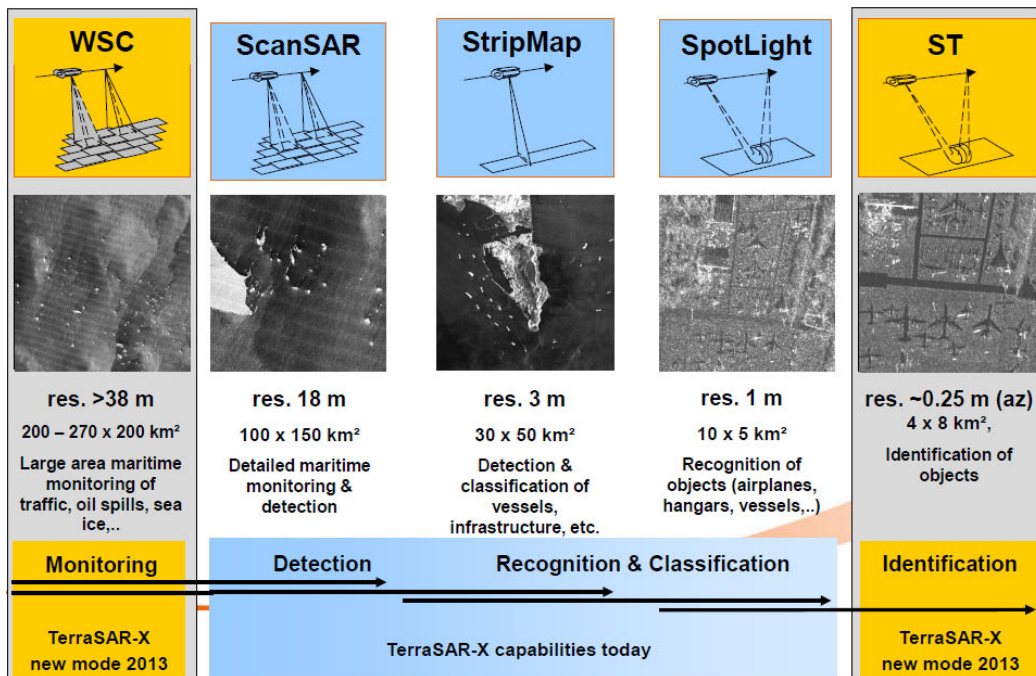 WSC
ScanSAR
StripMap
SpotLight
ST
res. >38 m
200 – 270 x 200 km²
Large area maritime
monitoring of
traffic, oil spills, sea
ice,..
res. 18 m
100 x 150 km²
Detailed maritime
monitoring &
detection
res. 3 m
30 x 50 km²
Detection &
classification of
vessels,
infrastructure, etc.
res. 1 m
10 x 5 km²
Recognition of
objects (airplanes,
hangars, vessels,..)
res. ~0.25 m (az)
4 x 8 km²,
Identification of
objects
Monitoring
Detection
Recognition & Classification
Identification
TerraSAR-X
new mode 2013
TerraSAR-X capabilities today
TerraSAR-X
new mode 2013